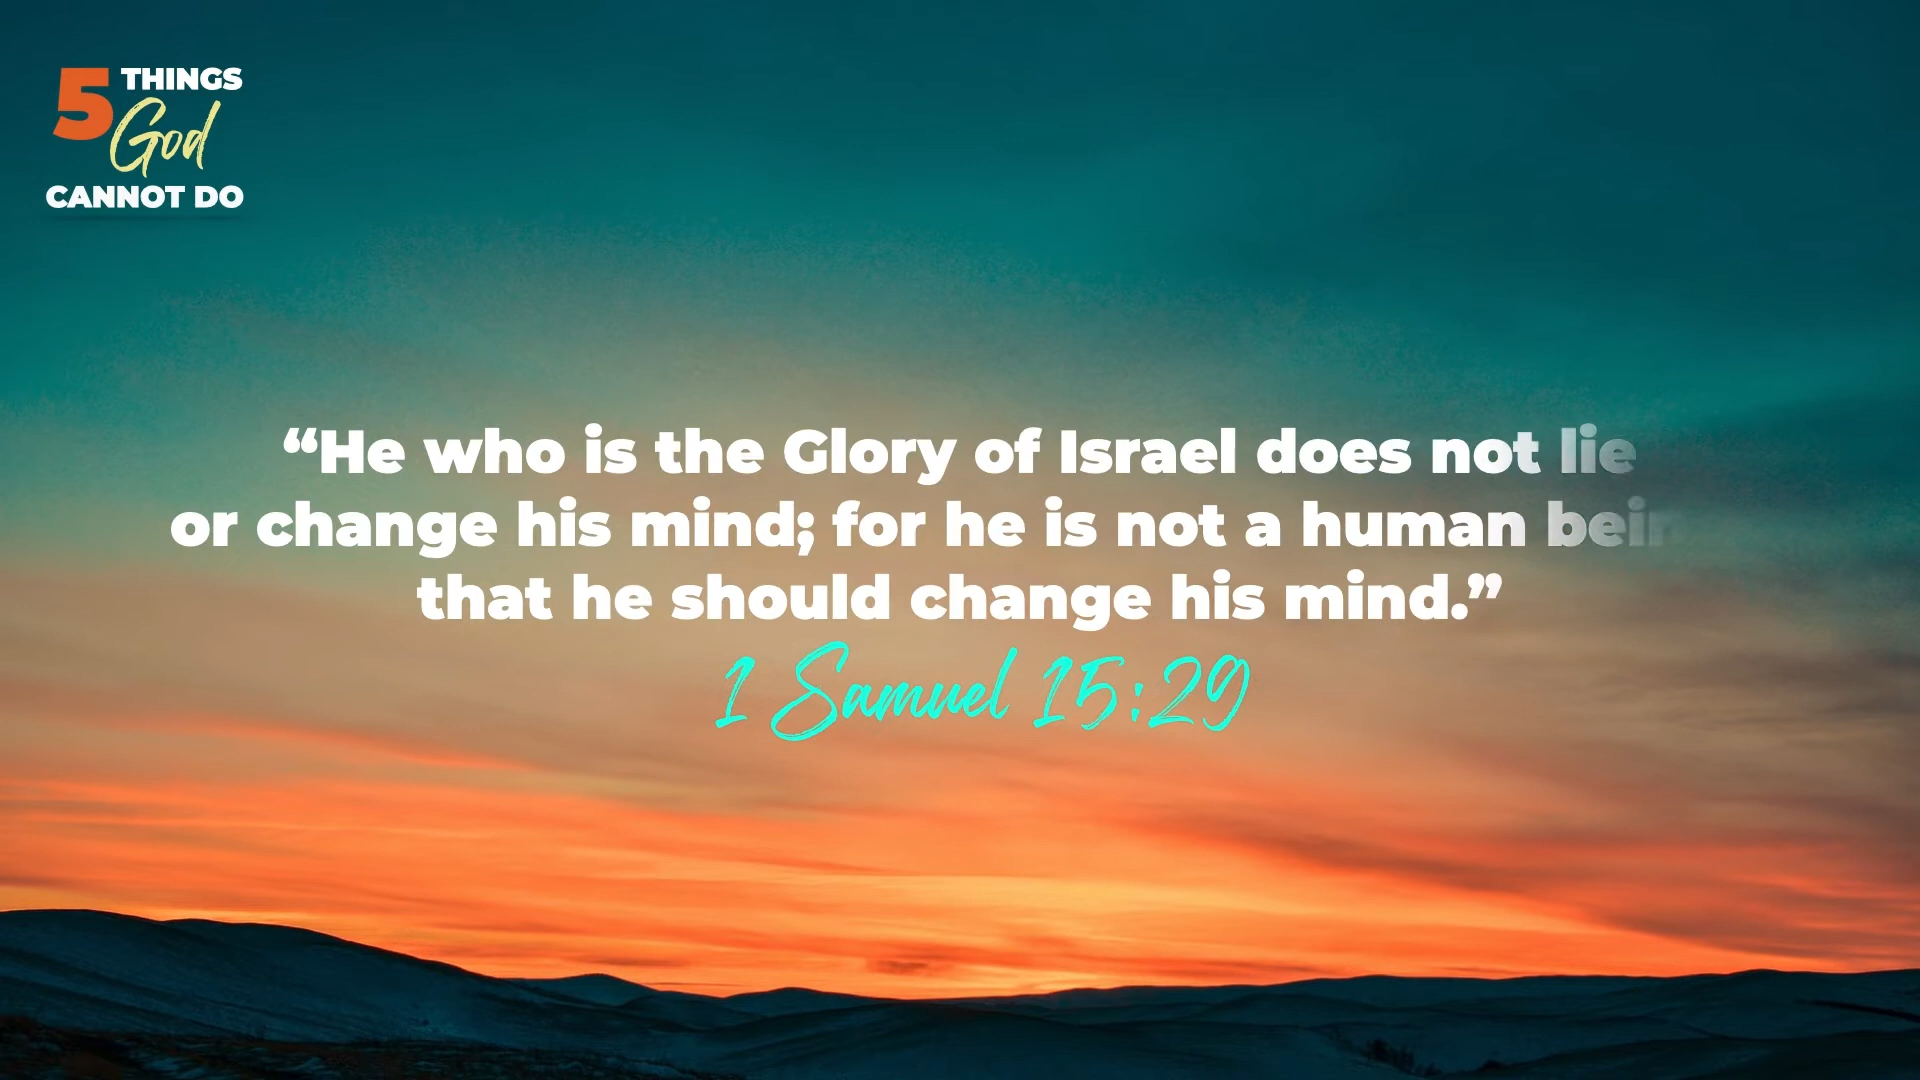 5 THINGS
God
CANNOT DO
“He who is the Glory of Israel does not lie
or change his mind; for he is not a human
that he should change his mind.”
1 Samuel 15:29